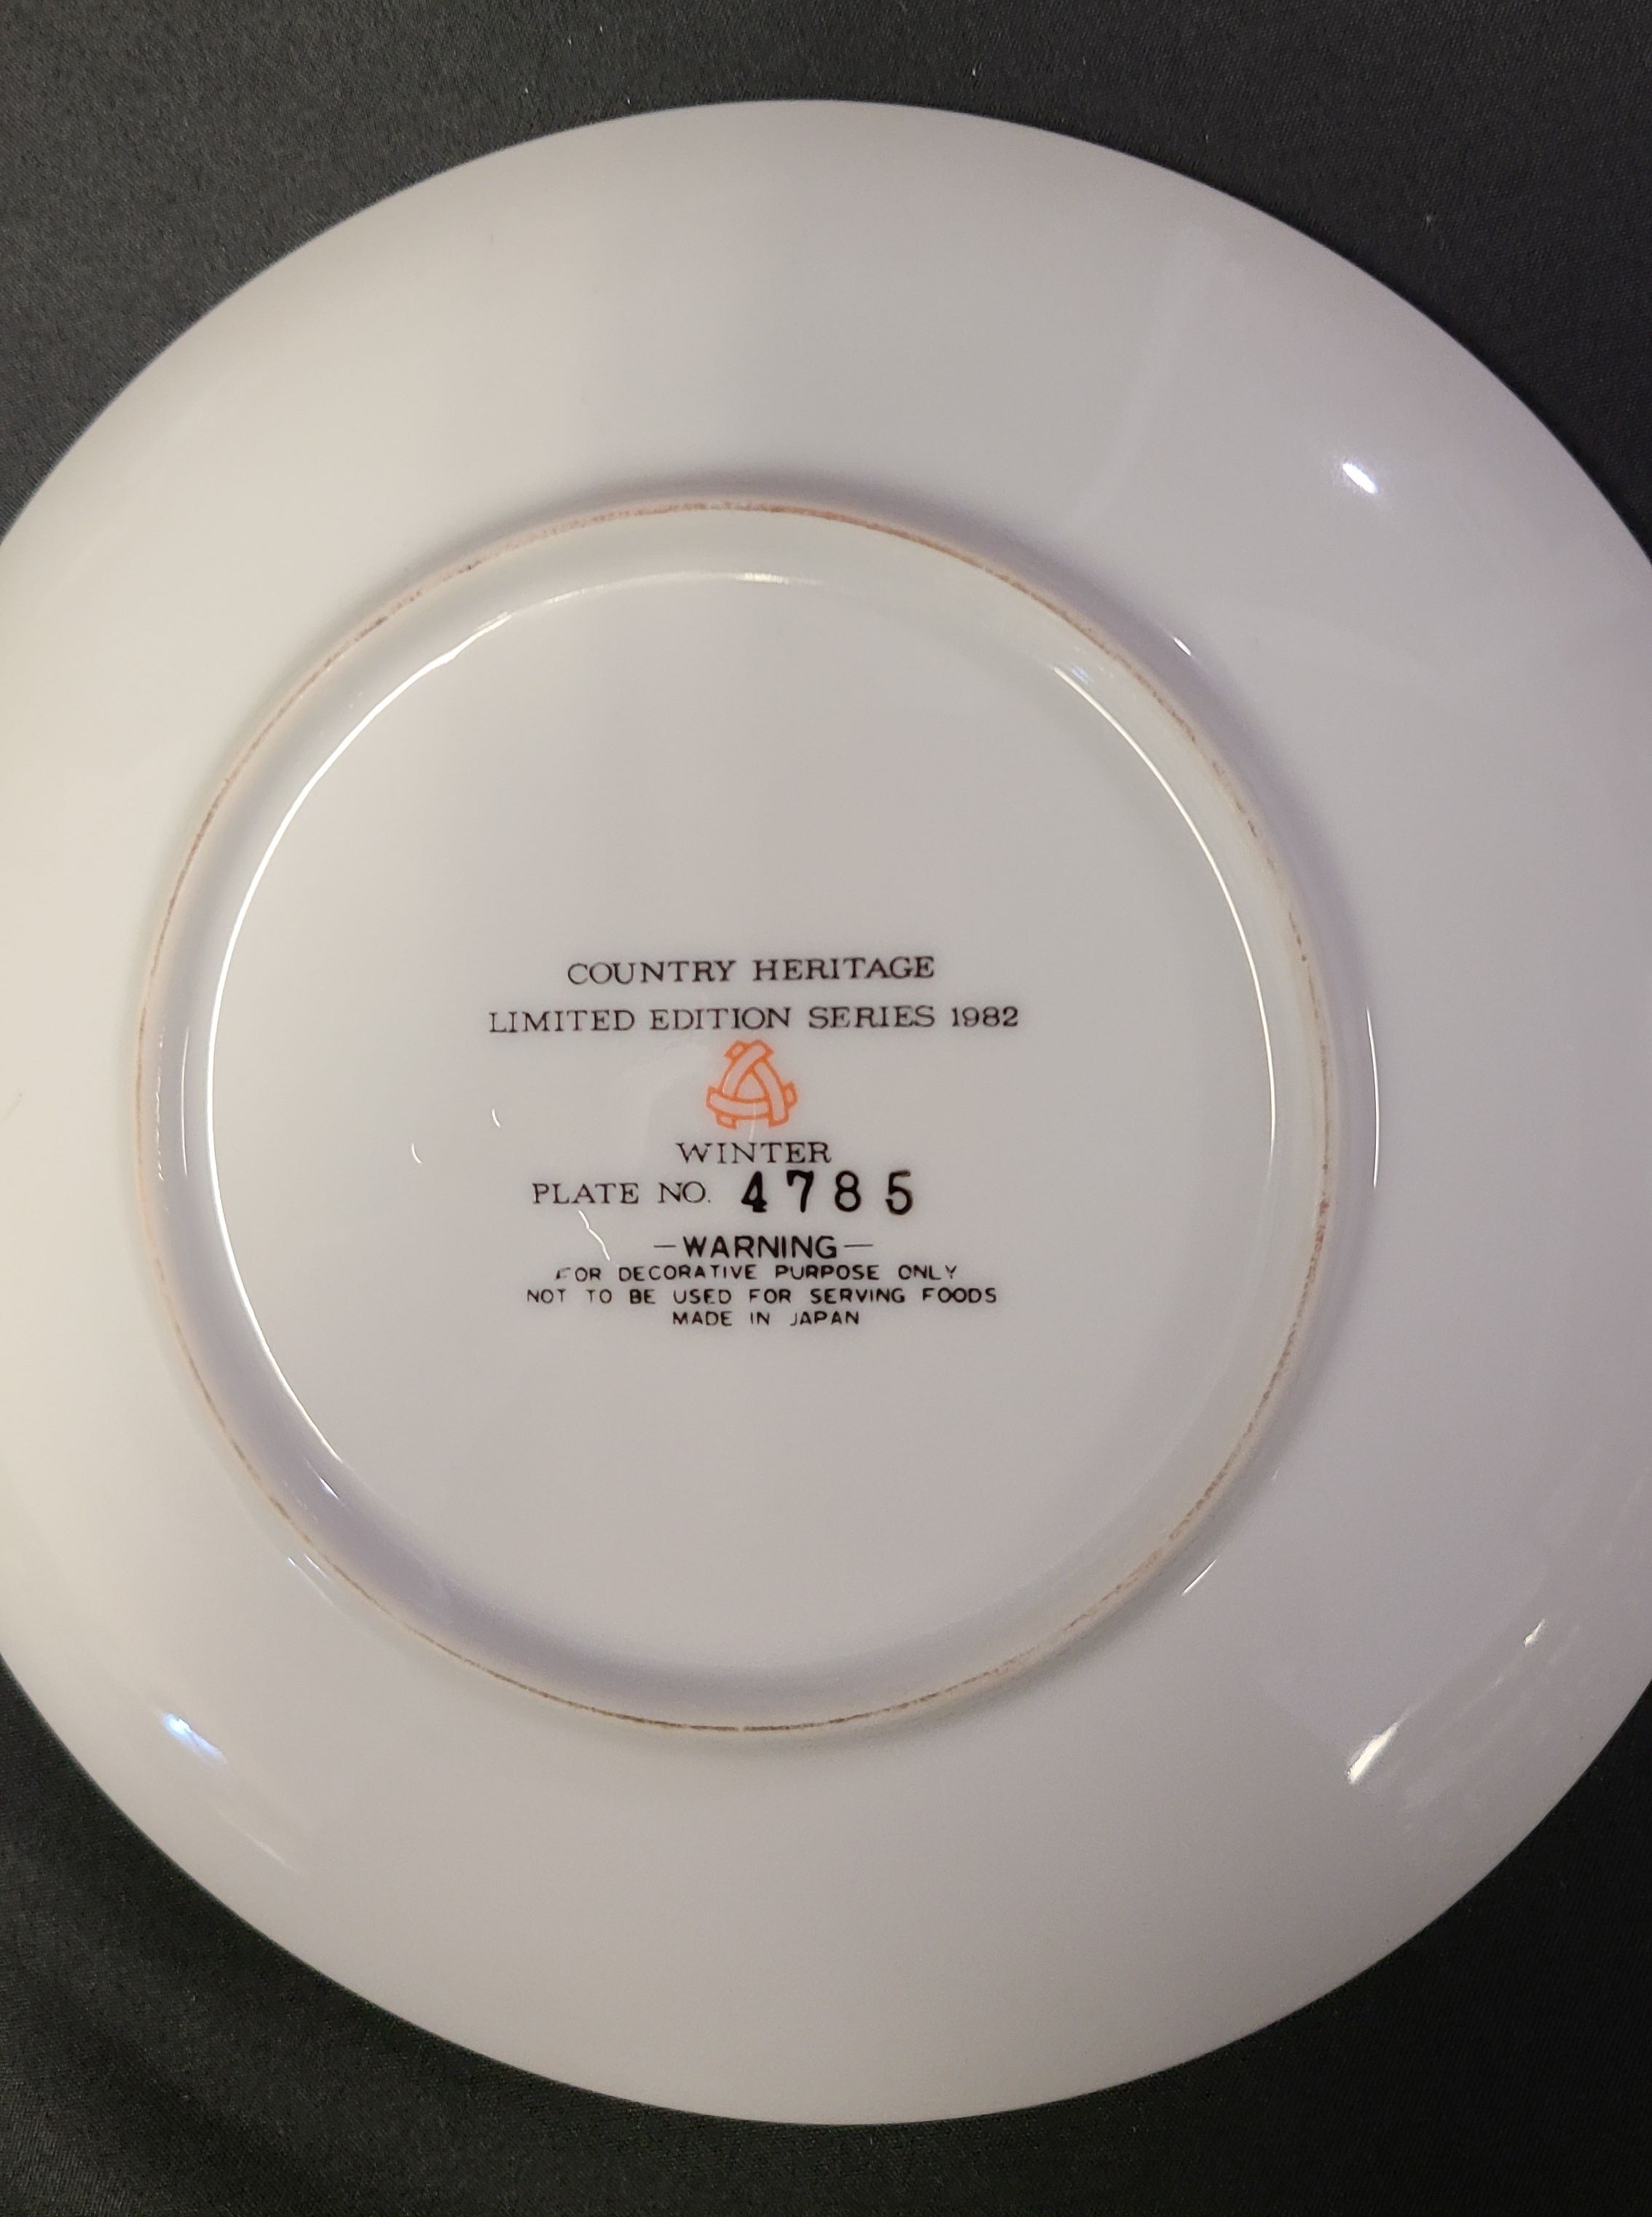 COUNTRY HERITAGE
LIMITED EDITION SERIES 1982
WINTER
PLATE NO. 4785
—WARNING—
FOR DECORATIVE PURPOSE ONLY
NOT TO BE USED FOR SERVING FOODS
MADE IN JAPAN